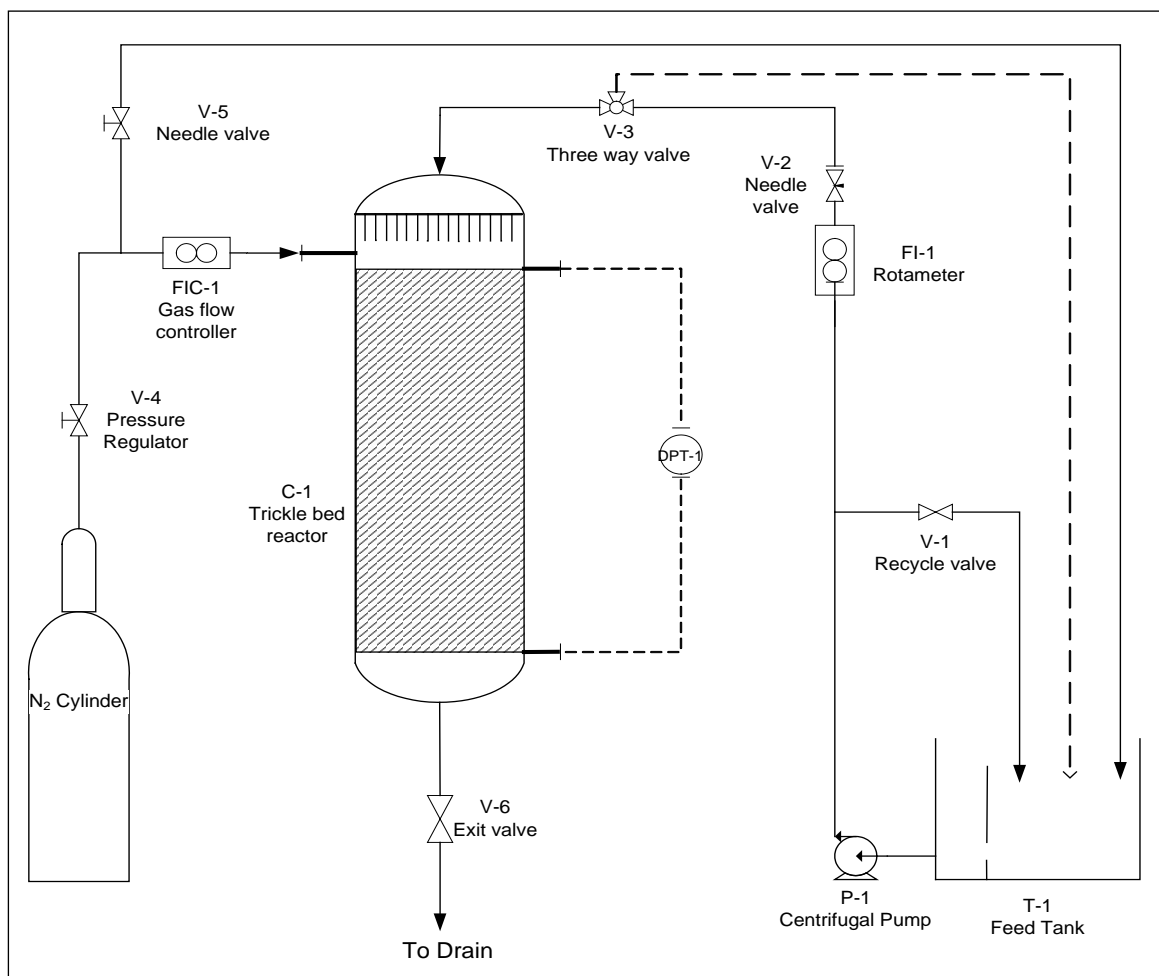 V-5
Needle valve
V-3
Three way valve
V-2
Needle
valve
FIC-1
Gas flow
controller
FI-1
Rotameter
V-4
Pressure
Regulator
DPT-1
C-1
Trickle bed
reactor
V-1
Recycle valve
N₂ Cylinder
V-6
Exit valve
P-1
Centrifugal Pump
T-1
Feed Tank
To Drain